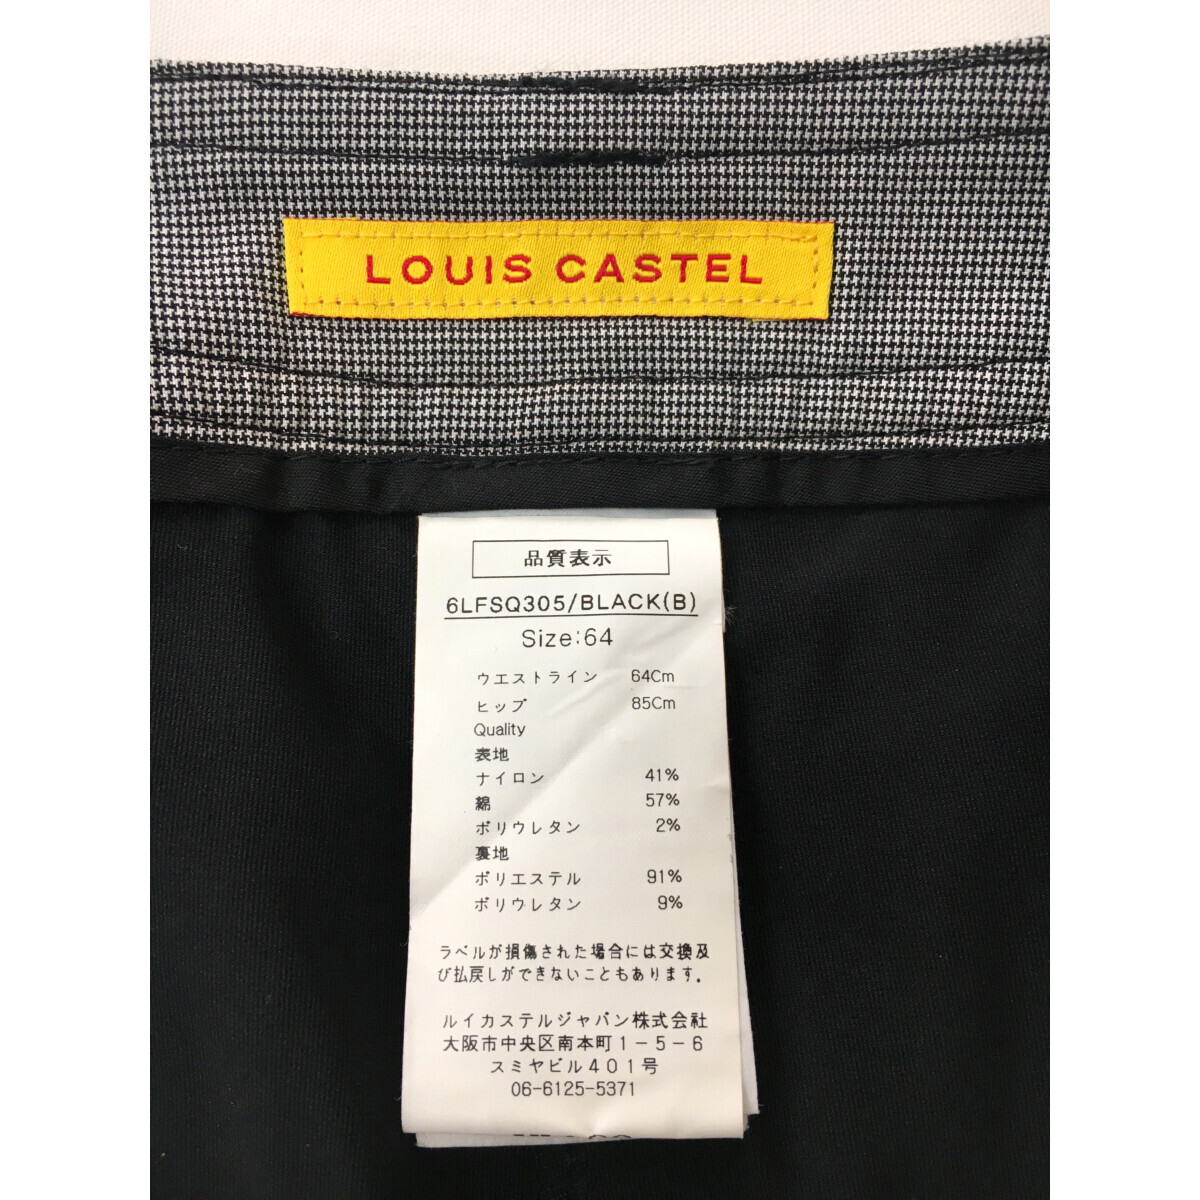 LOUIS CASTEL
品質表示
6LFSQ305/BLACK(B)
Size:64
ウエストライン 64Cm
ヒップ 85Cm
Quality
表地
ナイロン 41%
綿 57%
ポリウレタン 2%
裏地
ポリエステル 91%
ポリウレタン 9%
ラベルが損傷された場合には交換及
び払戻しができないこともあります.
ルイカステルジャパン株式会社
大阪市中央区南本町1-5-6
スミヤビル401号
06-6125-5371